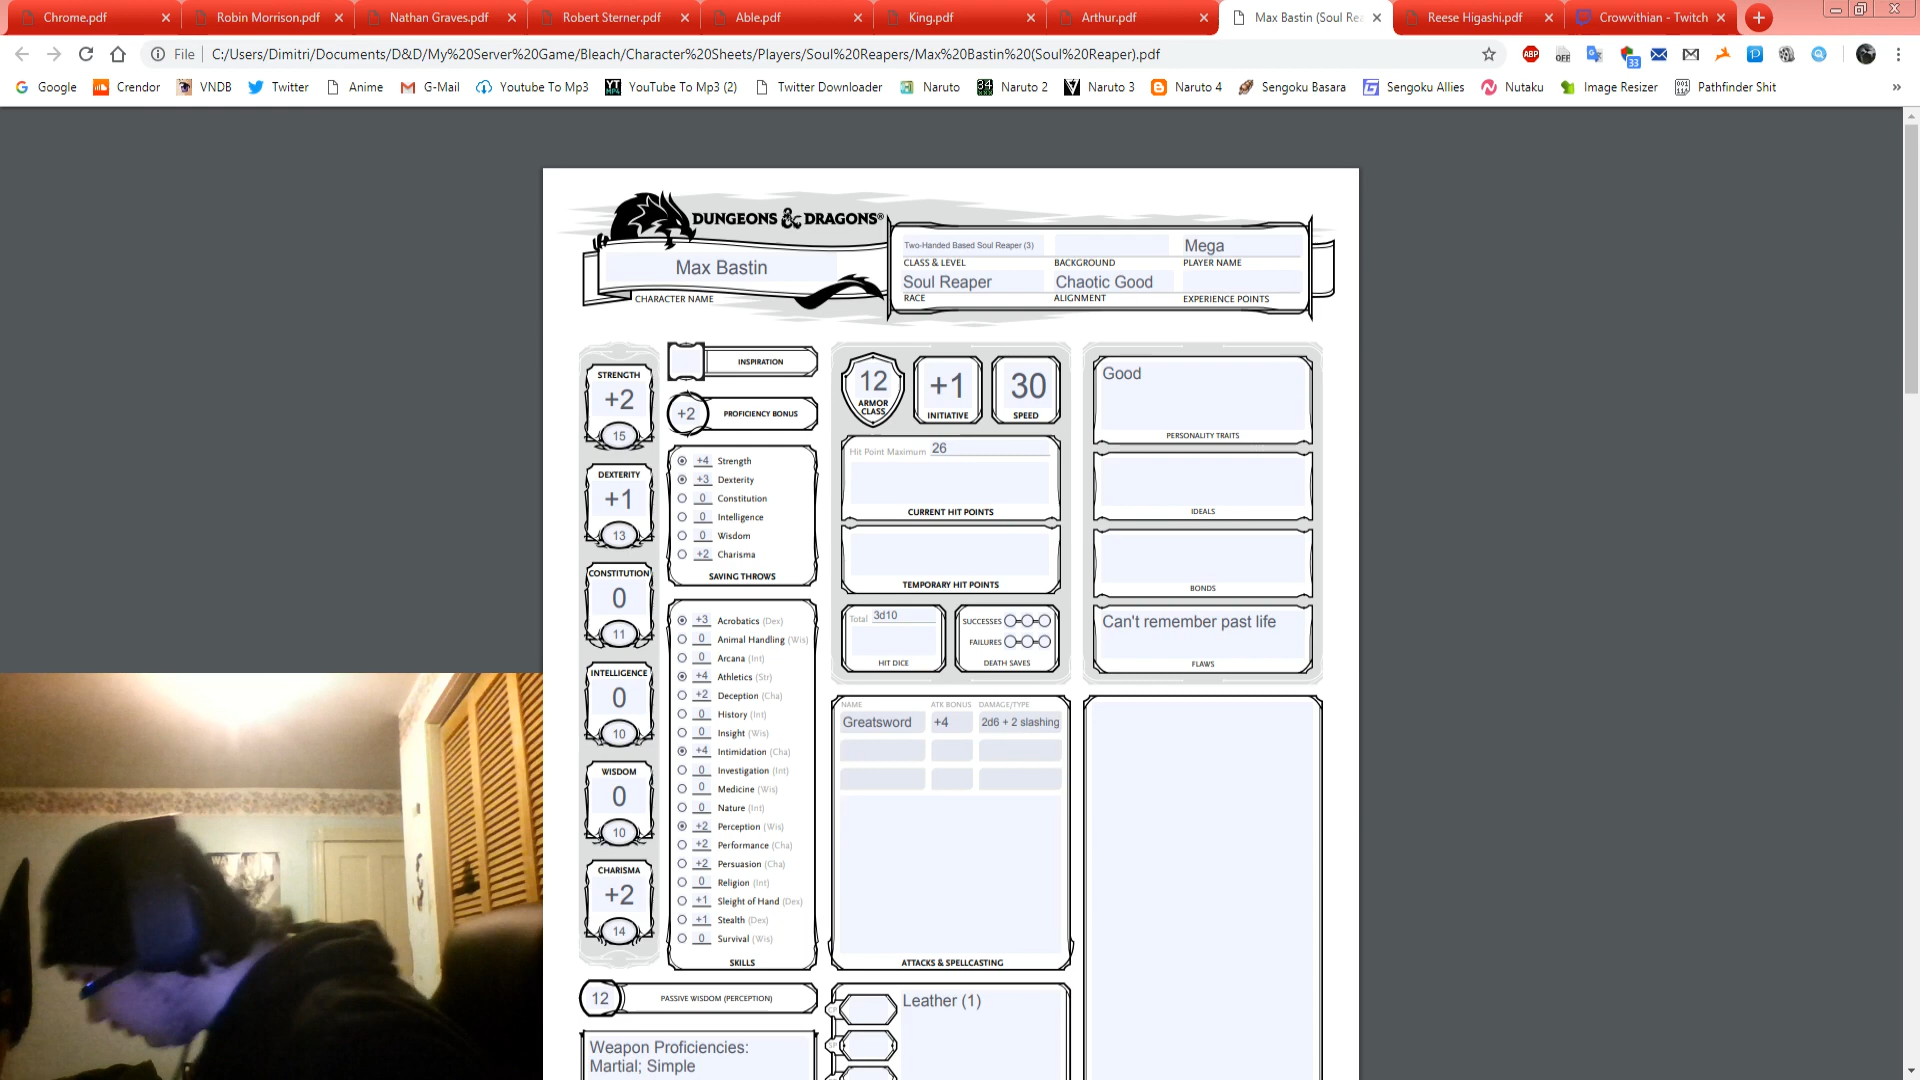 Chrome.pdf
Robin Morrison.pdf
Nathan Graves.pdf
Robert Sterner.pdf
Able.pdf
King.pdf
Arthur.pdf
Max Bastin (Soul Rea
Reese Higashi.pdf
Crowvithian - Twitch
File
C:/Users/Dimitri/Documents/D&D/My%20Server%20Game/Bleach/Character%20Sheets/Players/Soul%20Reapers/Max%20Bastin%20(Soul%20Reaper).pdf
ABP
OFF
33
Google
Crendor
VNDB
Twitter
Anime
G-Mail
Youtube To Mp3
YouTube To Mp3 (2)
Twitter Downloader
Naruto
Naruto 2
Naruto 3
Naruto 4
Sengoku Basara
Sengoku Allies
Nutaku
Image Resizer
Pathfinder Shit
»
DUNGEONS & DRAGONS®
Max Bastin
CHARACTER NAME
Two-Handed Based Soul Reaper (3)
Mega
CLASS & LEVEL
BACKGROUND
PLAYER NAME
Soul Reaper
Chaotic Good
RACE
ALIGNMENT
EXPERIENCE POINTS
STRENGTH
+2
15
DEXTERITY
+1
13
CONSTITUTION
0
11
INTELLIGENCE
0
10
WISDOM
0
10
CHARISMA
+2
14
INSPIRATION
+2
PROFICIENCY BONUS
+4 Strength
+3 Dexterity
0 Constitution
0 Intelligence
0 Wisdom
+2 Charisma
SAVING THROWS
+3 Acrobatics (Dex)
0 Animal Handling (Wis)
0 Arcana (Int)
+4 Athletics (Str)
+2 Deception (Cha)
0 History (Int)
0 Insight (Wis)
+4 Intimidation (Cha)
0 Investigation (Int)
0 Medicine (Wis)
0 Nature (Int)
+2 Perception (Wis)
+2 Performance (Cha)
+2 Persuasion (Cha)
0 Religion (Int)
+1 Sleight of Hand (Dex)
+1 Stealth (Dex)
0 Survival (Wis)
SKILLS
12
PASSIVE WISDOM (PERCEPTION)
Weapon Proficiencies:
Martial; Simple
12
ARMOR
CLASS
+1
INITIATIVE
30
SPEED
Hit Point Maximum 26
CURRENT HIT POINTS
TEMPORARY HIT POINTS
Total 3d10
HIT DICE
SUCCESSES
FAILURES
DEATH SAVES
NAME
ATK BONUS
DAMAGE/TYPE
Greatsword
+4
2d6 + 2 slashing
ATTACKS & SPELLCASTING
CP
SP
Leather (1)
Good
PERSONALITY TRAITS
IDEALS
BONDS
Can't remember past life
FLAWS